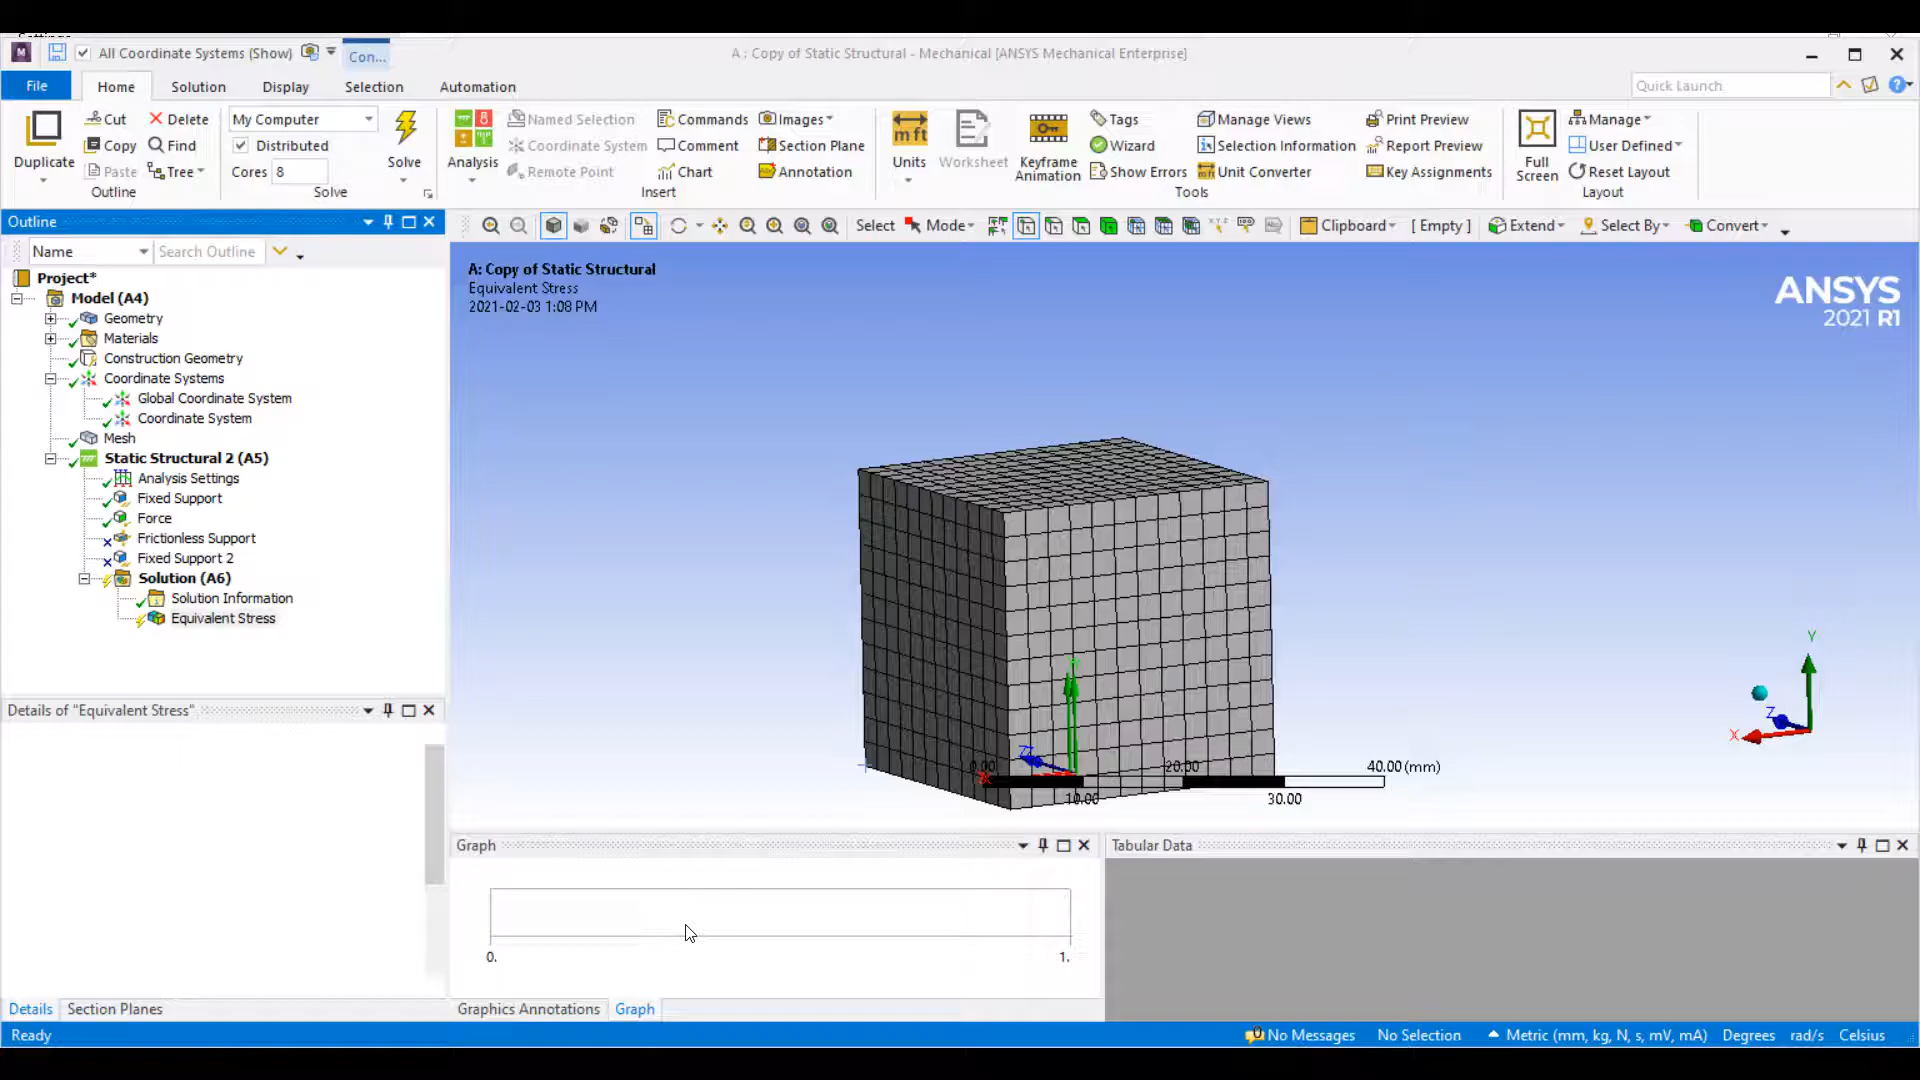 All Coordinate Systems (Show)
Con...
A : Copy of Static Structural - Mechanical [ANSYS Mechanical Enterprise]
File
Home
Solution
Display
Selection
Automation
Quick Launch
Duplicate
Cut
Delete
Copy
Find
Paste
Tree
Outline
My Computer
Distributed
Cores 8
Solve
Solve
Analysis
Named Selection
Commands
Images
Coordinate System
Comment
Section Plane
Remote Point
Chart
Annotation
Insert
Units
Worksheet
Keyframe
Animation
Tags
Wizard
Show Errors
Manage Views
Selection Information
Unit Converter
Print Preview
Report Preview
Key Assignments
Tools
Full
Screen
Manage
User Defined
Reset Layout
Layout
Outline
Name
Search Outline
Select
Mode
Clipboard
[ Empty ]
Extend
Select By
Convert
Project*
Model (A4)
Geometry
Materials
Construction Geometry
Coordinate Systems
Global Coordinate System
Coordinate System
Mesh
Static Structural 2 (A5)
Analysis Settings
Fixed Support
Force
Frictionless Support
Fixed Support 2
Solution (A6)
Solution Information
Equivalent Stress
A: Copy of Static Structural
Equivalent Stress
2021-02-03 1:08 PM
ANSYS
2021 R1
Y
Z
X
0.00
20.00
40.00 (mm)
10.00
30.00
Details of "Equivalent Stress"
Graph
0.
1.
Tabular Data
Details
Section Planes
Graphics Annotations
Graph
Ready
No Messages
No Selection
Metric (mm, kg, N, s, mV, mA)
Degrees
rad/s
Celsius